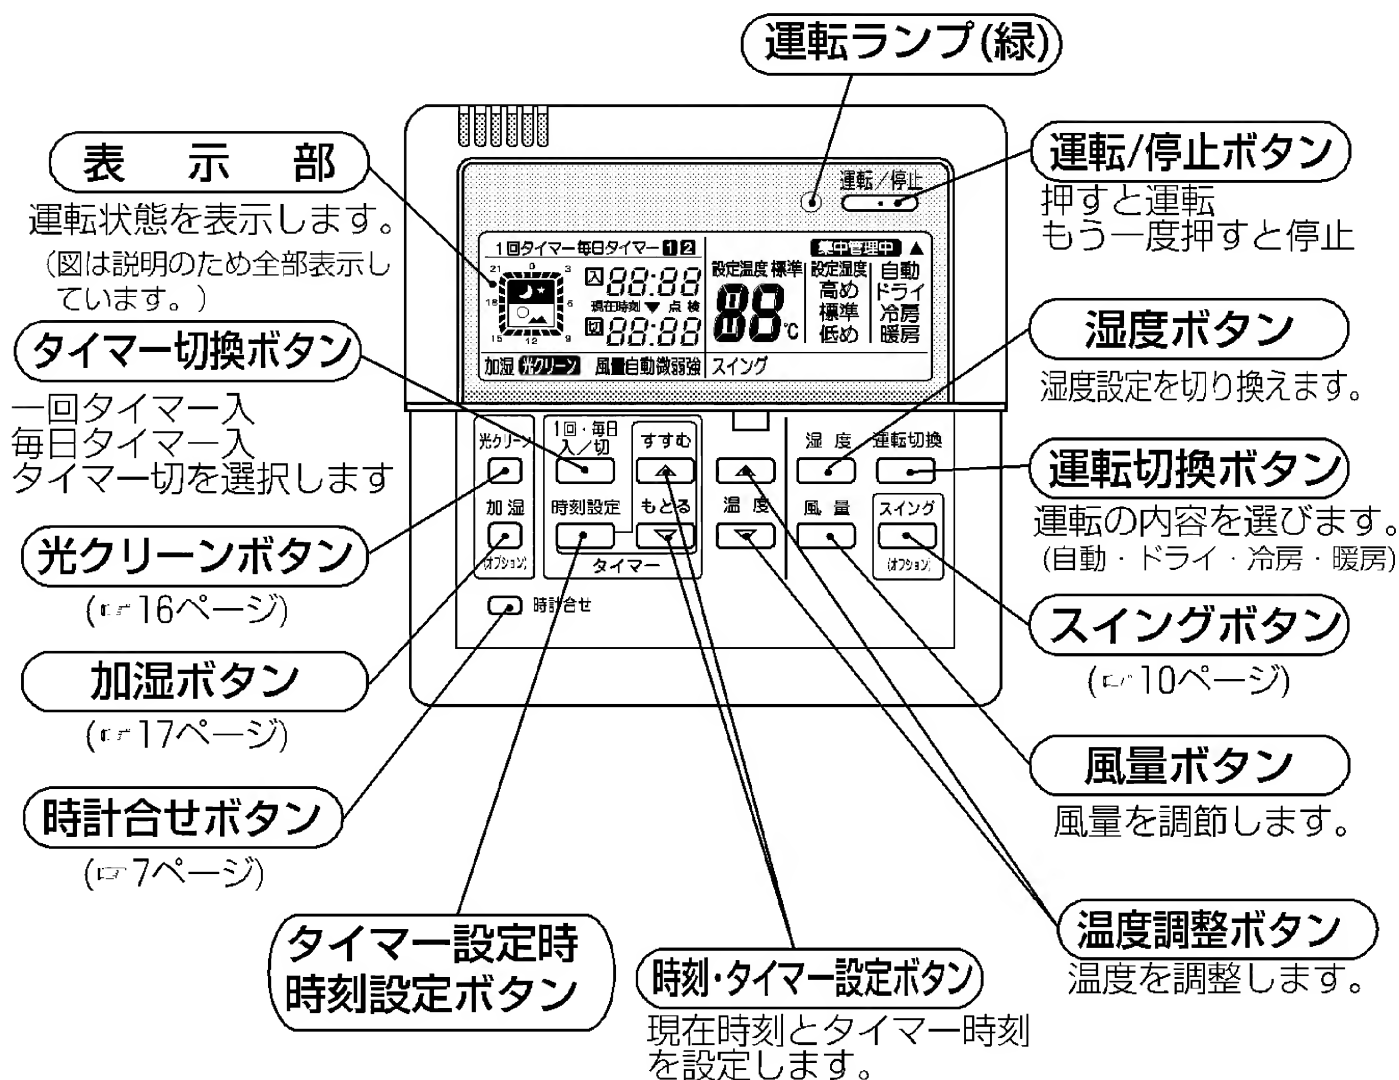 運転ランプ(緑)
表示部
運転状態を表示します。
(図は説明のため全部表示し
ています。)
タイマー切換ボタン
一回タイマー入
毎日タイマー入
タイマー切を選択します
光クリーンボタン
(☞16ページ)
加湿ボタン
(☞17ページ)
時計合せボタン
(☞7ページ)
タイマー設定時
時刻設定ボタン
時刻・タイマー設定ボタン
現在時刻とタイマー時刻
を設定します。
運転/停止ボタン
押すと運転
もう一度押すと停止
湿度ボタン
湿度設定を切り換えます。
運転切換ボタン
運転の内容を選びます。
(自動・ドライ・冷房・暖房)
スイングボタン
(☞10ページ)
風量ボタン
風量を調節します。
温度調整ボタン
温度を調整します。
運転/停止
1回タイマー毎日タイマー 1 2
集中管理中 ▲
21 0 3
18 6
15 12 9
入 88:88
現在時刻 ▼ 点検
切 88:88
設定温度 標準
88℃
設定湿度
高め
標準
低め
自動
ドライ
冷房
暖房
加湿 光クリーン 風量自動微弱強 スイング
光クリーン
1回・毎日
入/切
すすむ
湿度
運転切換
加湿
(オプション)
時刻設定
もどる
温度
風量
スイング
(オプション)
タイマー
時計合せ